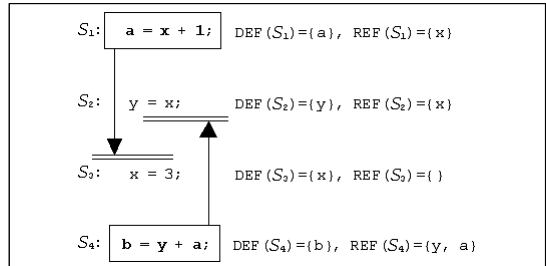 S₁: a = x + 1; DEF(S₁)={a}, REF(S₁)={x}
S₂: y = x; DEF(S₂)={y}, REF(S₂)={x}
S₃: x = 3; DEF(S₃)={x}, REF(S₃)={}
S₄: b = y + a; DEF(S₄)={b}, REF(S₄)={y, a}